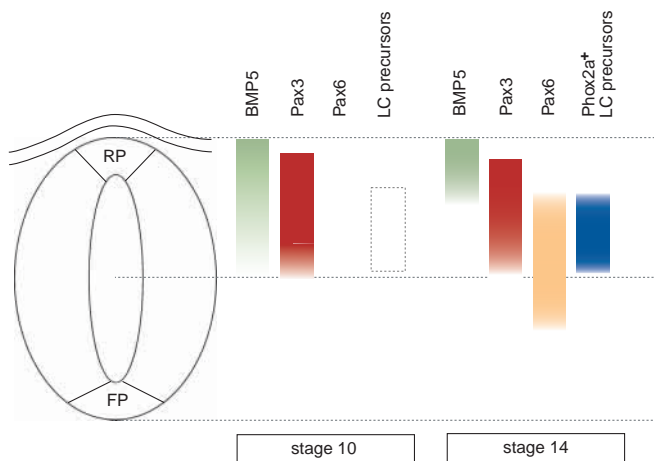 BMP5
Pax3
Pax6
LC precursors
BMP5
Pax3
Pax6
Phox2a+
LC precursors
RP
FP
stage 10
stage 14